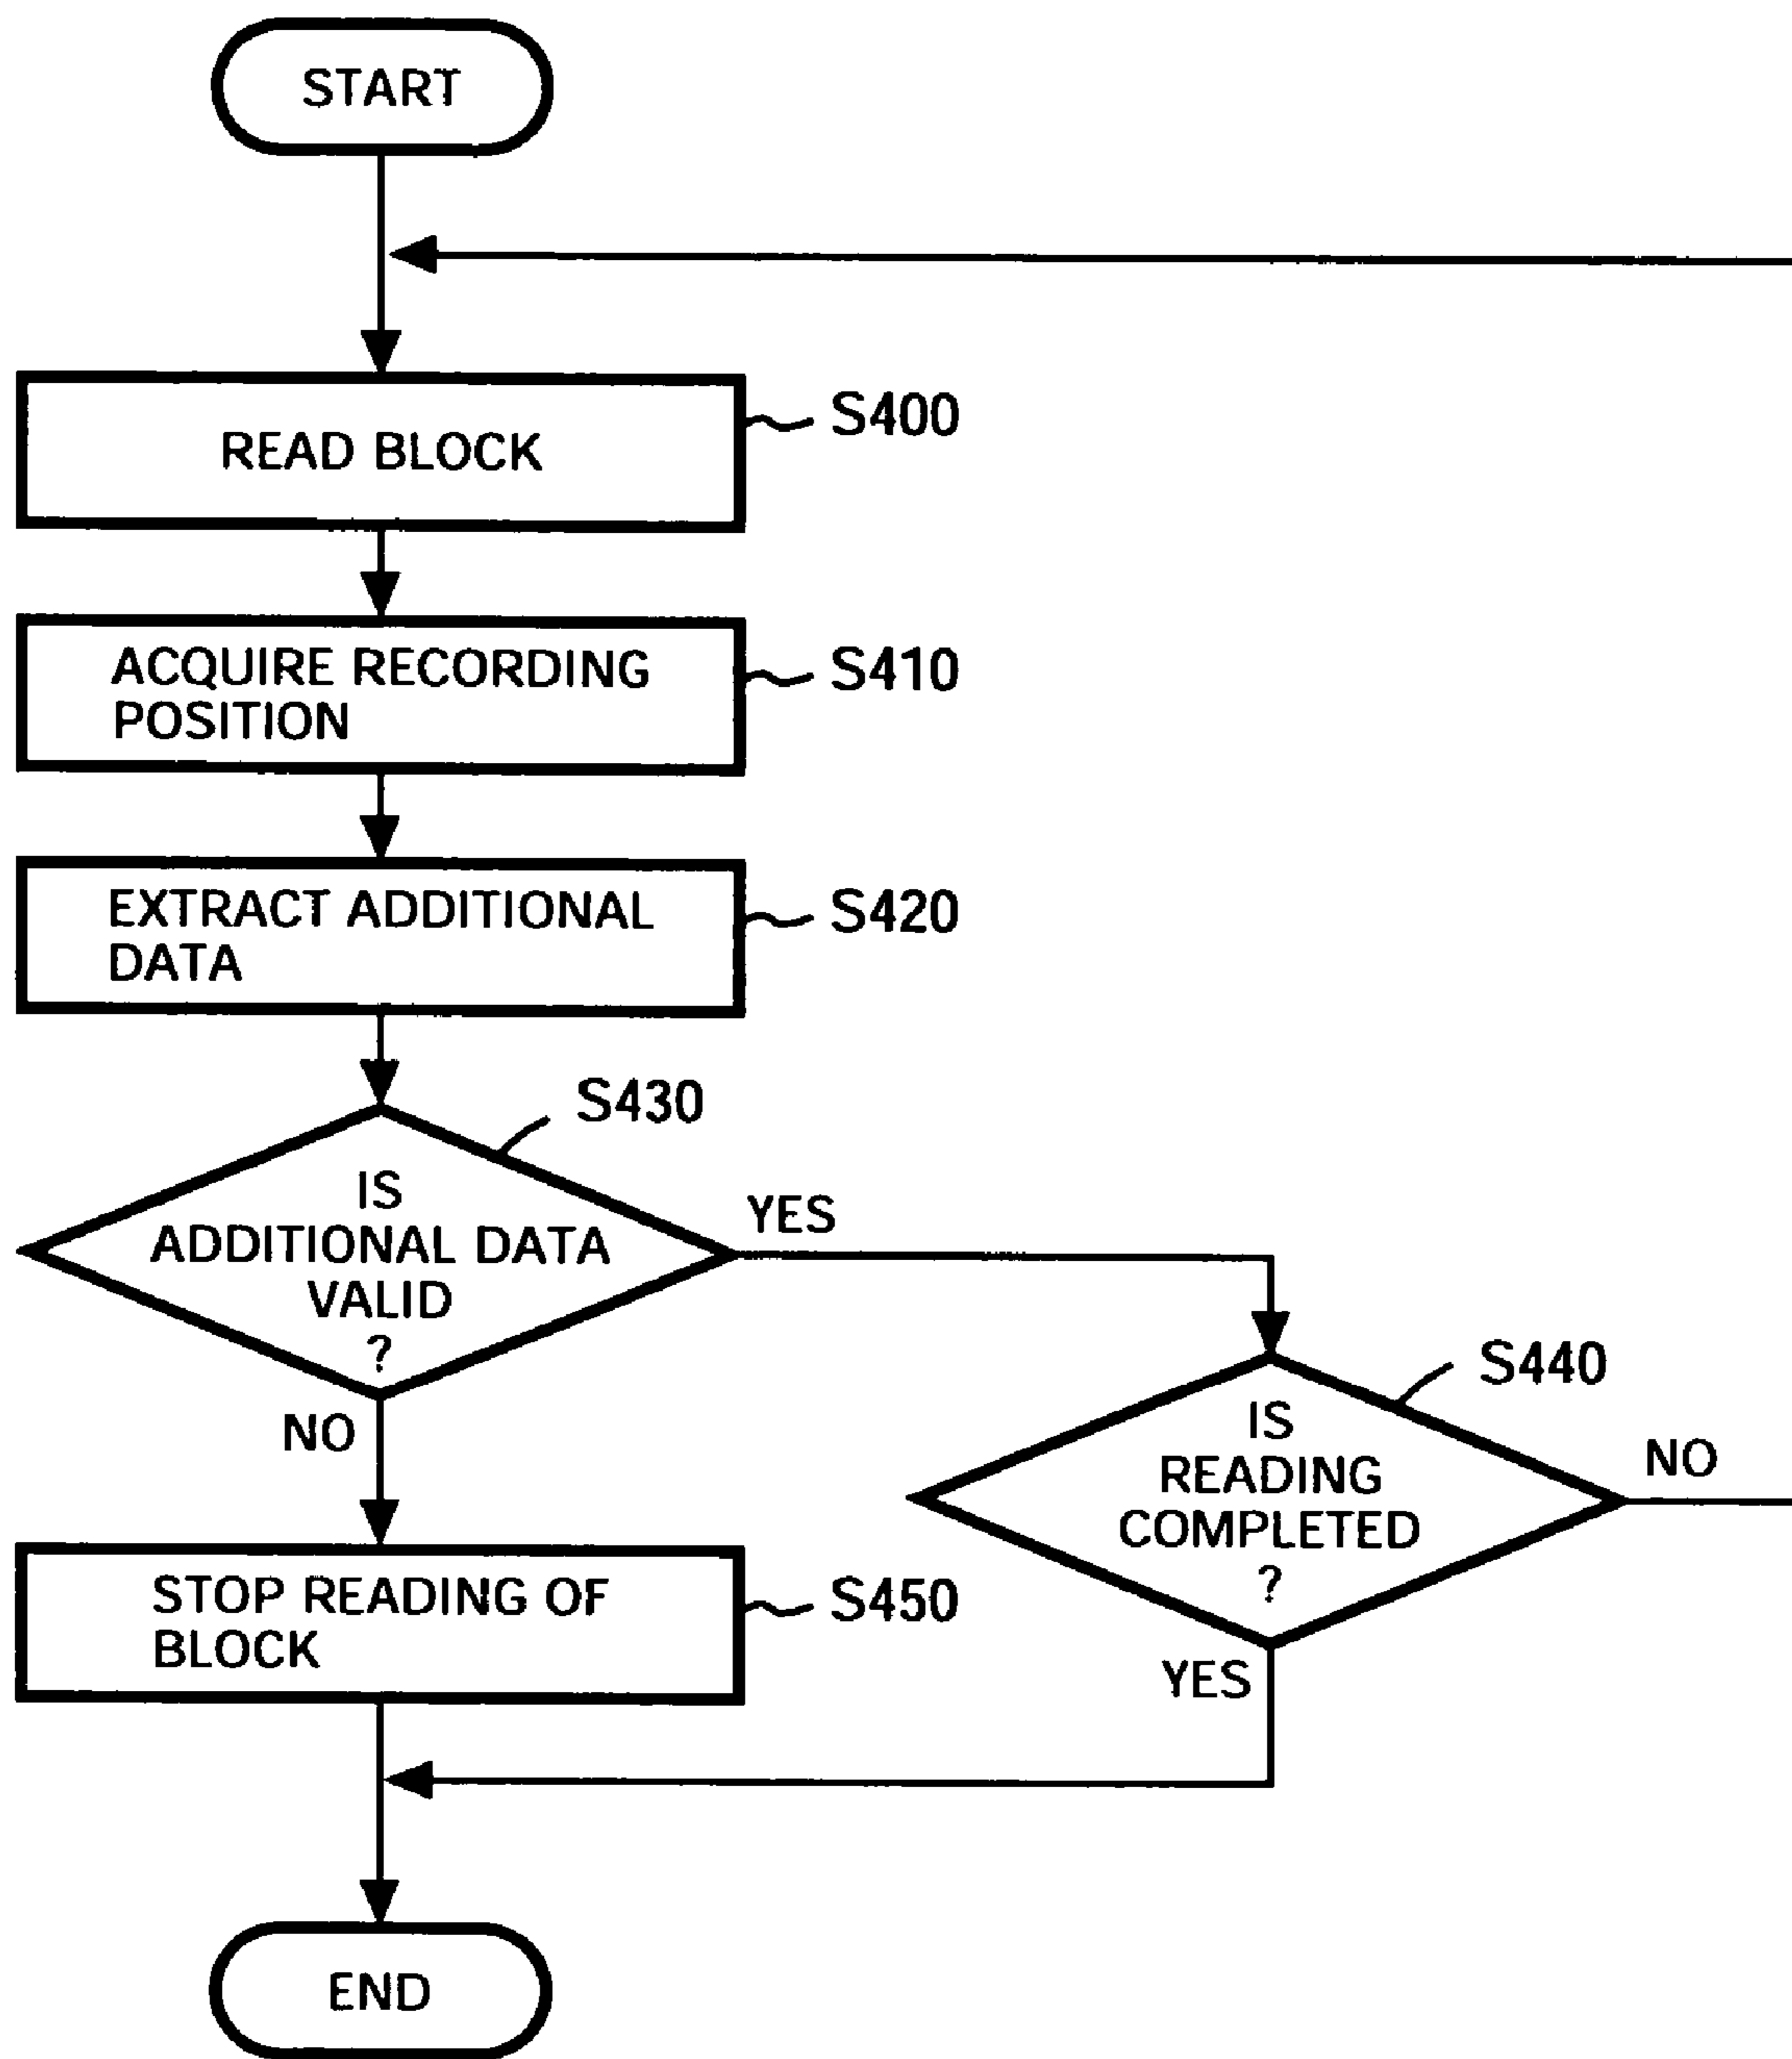 START
READ BLOCK
S400
ACQUIRE RECORDING
POSITION
S410
EXTRACT ADDITIONAL
DATA
S420
S430
IS
ADDITIONAL DATA
VALID
?
YES
NO
S440
IS
READING
COMPLETED
?
NO
YES
STOP READING OF
BLOCK
S450
END